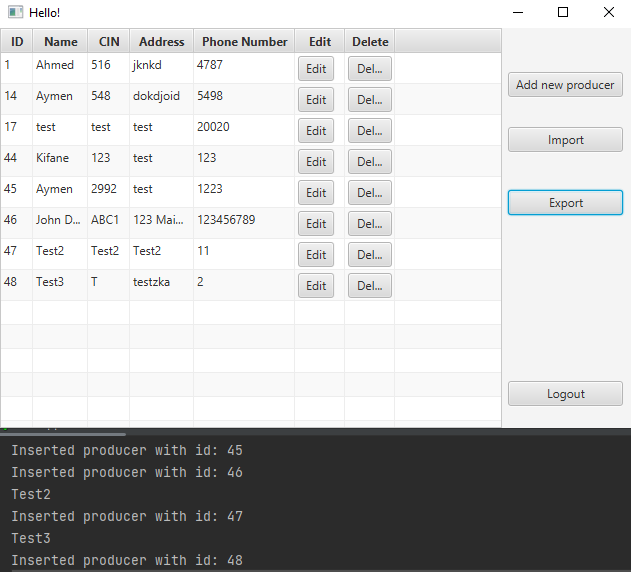 Hello!
ID Name CIN Address Phone Number Edit Delete
1 Ahmed 516 jknkd 4787 Edit Del...
14 Aymen 548 dokdjoid 5498 Edit Del...
17 test test test 20020 Edit Del...
44 Kifane 123 test 123 Edit Del...
45 Aymen 2992 test 1223 Edit Del...
46 John D... ABC1 123 Mai... 123456789 Edit Del...
47 Test2 Test2 Test2 11 Edit Del...
48 Test3 T testzka 2 Edit Del...
Add new producer
Import
Export
Logout
Inserted producer with id: 45
Inserted producer with id: 46
Test2
Inserted producer with id: 47
Test3
Inserted producer with id: 48